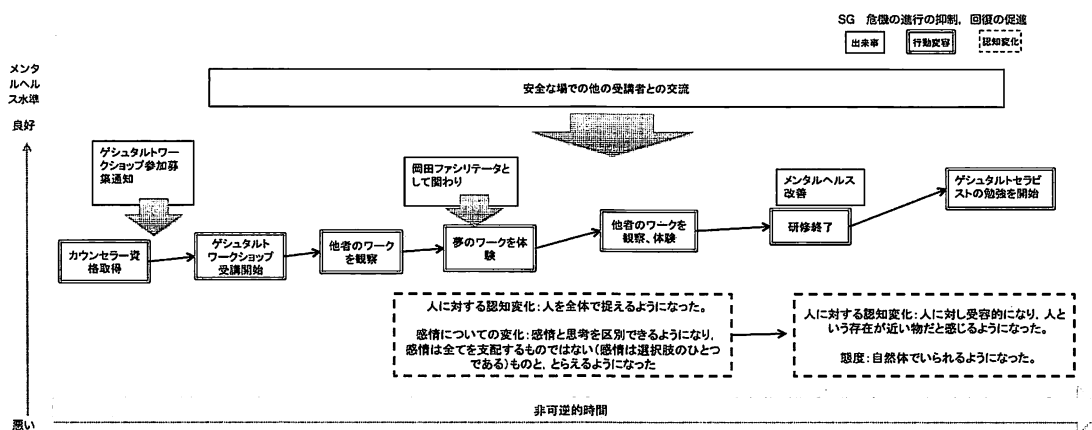 SG 危機の進行の抑制，回復の促進
出来事
行動変容
認知変化
メンタ
ルヘル
ス水準
良好
安全な場での他の受講者との交流
ゲシュタルトワー
クショップ参加募
集通知
岡田ファシリテータと
して関わり
メンタルヘルス
改善
ゲシュタルトセラピ
ストの勉強を開始
カウンセラー資
格取得
ゲシュタルト
ワークショップ
受講開始
他者のワーク
を観察
夢のワークを体
験
他者のワークを
観察、体験
研修終了
人に対する認知変化：人を全体で捉えるようになった。
感情についての変化：感情と思考を区別できるようになり，
感情は全てを支配するものではない（感情は選択肢のひとつ
である）ものと，とらえるようになった
人に対する認知変化：人に対し受容的になり，人と
いう存在が近い物だと感じるようになった。
態度：自然体でいられるようになった。
非可逆的時間
悪い